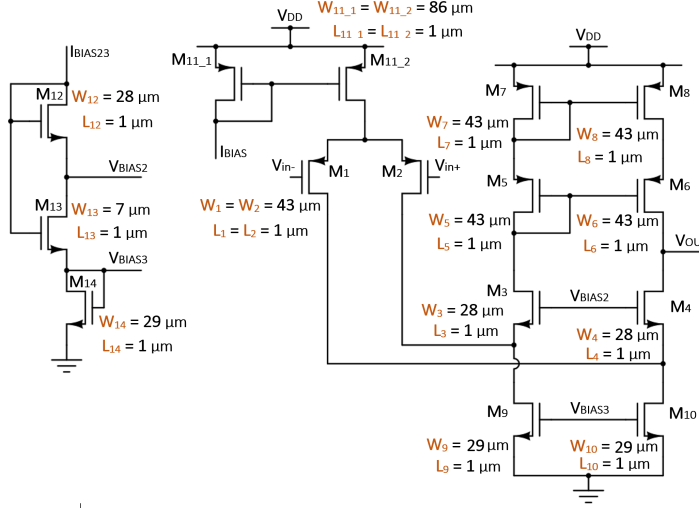 VDD
W11_1 = W11_2 = 86 µm
L11_1 = L11_2 = 1 µm
IBIAS23
M11_1
M11_2
VDD
M12
W12 = 28 µm
L12 = 1 µm
M7
M8
W7 = 43 µm
L7 = 1 µm
W8 = 43 µm
L8 = 1 µm
IBIAS
VBIAS2
Vin-
M1
M2
Vin+
M5
M6
M13
W13 = 7 µm
L13 = 1 µm
W1 = W2 = 43 µm
L1 = L2 = 1 µm
W5 = 43 µm
L5 = 1 µm
W6 = 43 µm
L6 = 1 µm
VOU
VBIAS3
M14
M3
VBIAS2
M4
W14 = 29 µm
L14 = 1 µm
W3 = 28 µm
L3 = 1 µm
W4 = 28 µm
L4 = 1 µm
M9
VBIAS3
M10
W9 = 29 µm
L9 = 1 µm
W10 = 29 µm
L10 = 1 µm